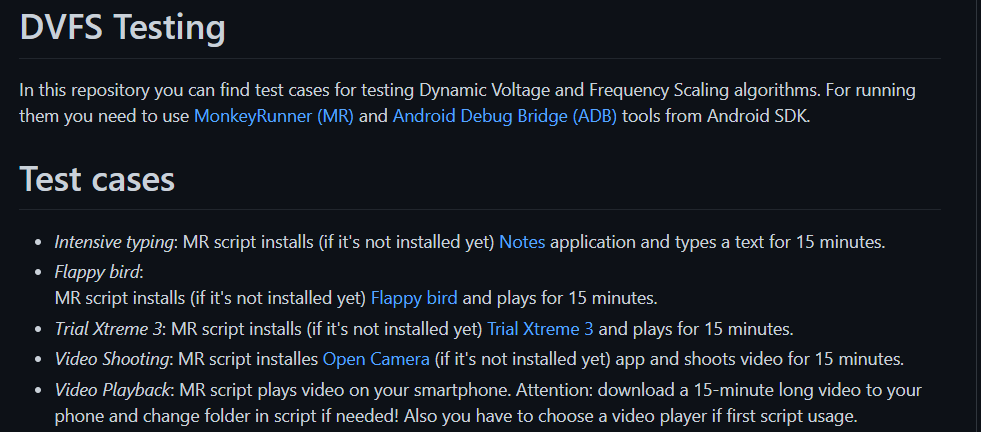 DVFS Testing
In this repository you can find test cases for testing Dynamic Voltage and Frequency Scaling algorithms. For running
them you need to use MonkeyRunner (MR) and Android Debug Bridge (ADB) tools from Android SDK.
Test cases
• Intensive typing: MR script installs (if it's not installed yet) Notes application and types a text for 15 minutes.
• Flappy bird:
MR script installs (if it's not installed yet) Flappy bird and plays for 15 minutes.
• Trial Xtreme 3: MR script installs (if it's not installed yet) Trial Xtreme 3 and plays for 15 minutes.
• Video Shooting: MR script installes Open Camera (if it's not installed yet) app and shoots video for 15 minutes.
• Video Playback: MR script plays video on your smartphone. Attention: download a 15-minute long video to your
phone and change folder in script if needed! Also you have to choose a video player if first script usage.